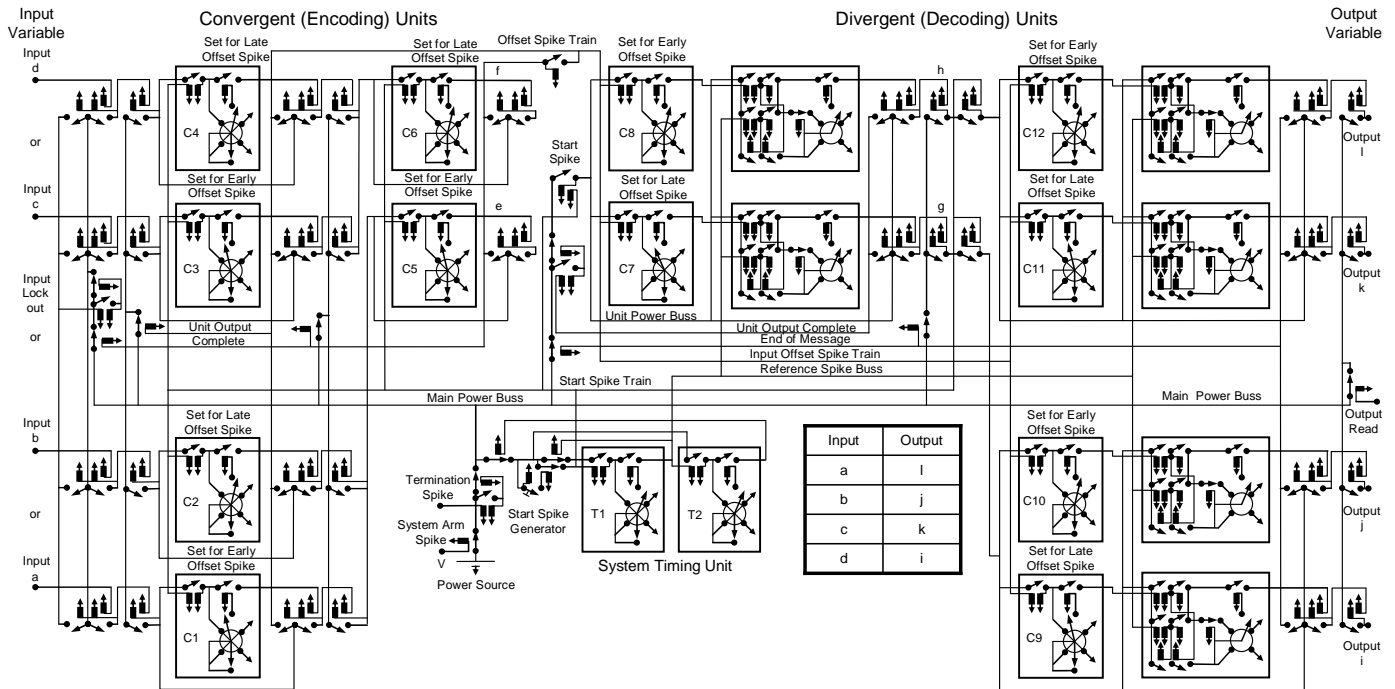 Input
Variable
Convergent (Encoding) Units
Divergent (Decoding) Units
Output
Variable
Input
d
Set for Late
Offset Spike
Set for Late
Offset Spike
Offset Spike Train
Set for Early
Offset Spike
Set for Early
Offset Spike
f
h
C4
C6
C8
C12
or
Output
l
Start
Spike
Input
c
Set for Early
Offset Spike
Set for Early
Offset Spike
Set for Late
Offset Spike
Set for Late
Offset Spike
e
g
C3
C5
C7
C11
Output
k
Input
Lock
out
or
Unit Output
Complete
Unit Power Buss
Unit Output Complete
End of Message
Input Offset Spike Train
Reference Spike Buss
Start Spike Train
Main Power Buss
Main Power Buss
Output
Read
Input
b
Set for Late
Offset Spike
Set for Early
Offset Spike
C2
C10
Termination
Spike
System Arm
Spike
V
Power Source
Start Spike
Generator
T1
T2
System Timing Unit
Input Output
a l
b j
c k
d i
or
Output
j
Input
a
Set for Early
Offset Spike
Set for Late
Offset Spike
C1
C9
Output
i